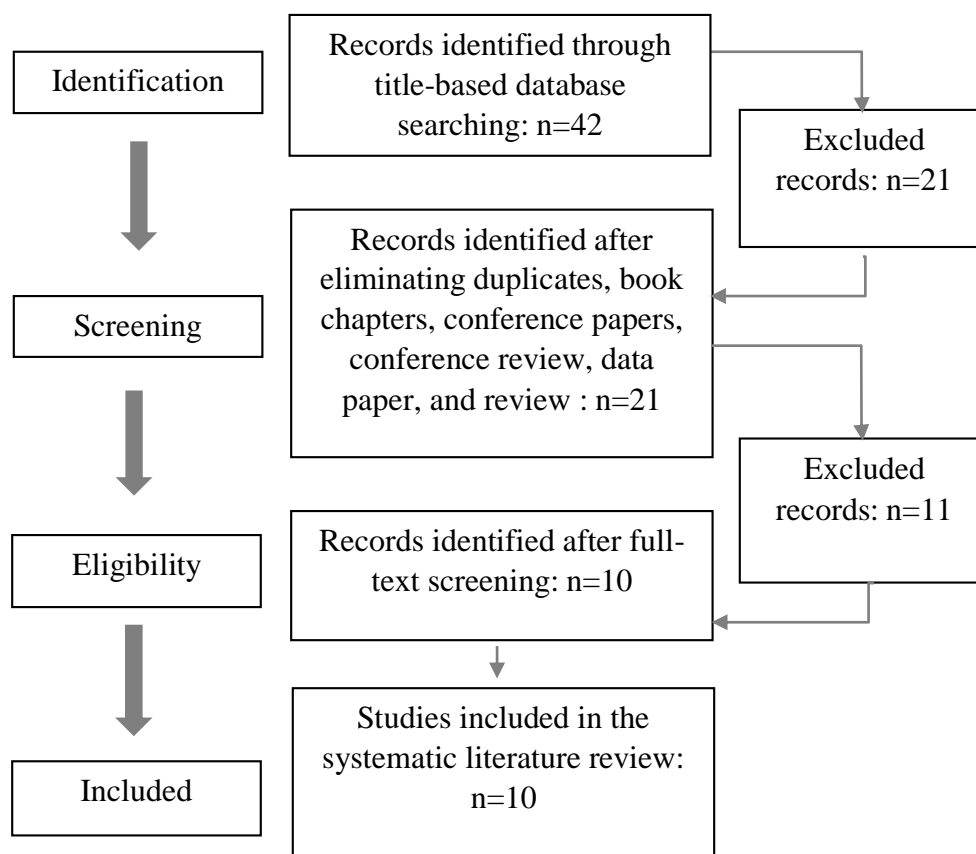 Identification
Records identified through
title-based database
searching: n=42
Excluded
records: n=21
Screening
Records identified after
eliminating duplicates, book
chapters, conference papers,
conference review, data
paper, and review : n=21
Excluded
records: n=11
Eligibility
Records identified after full-
text screening: n=10
Included
Studies included in the
systematic literature review:
n=10